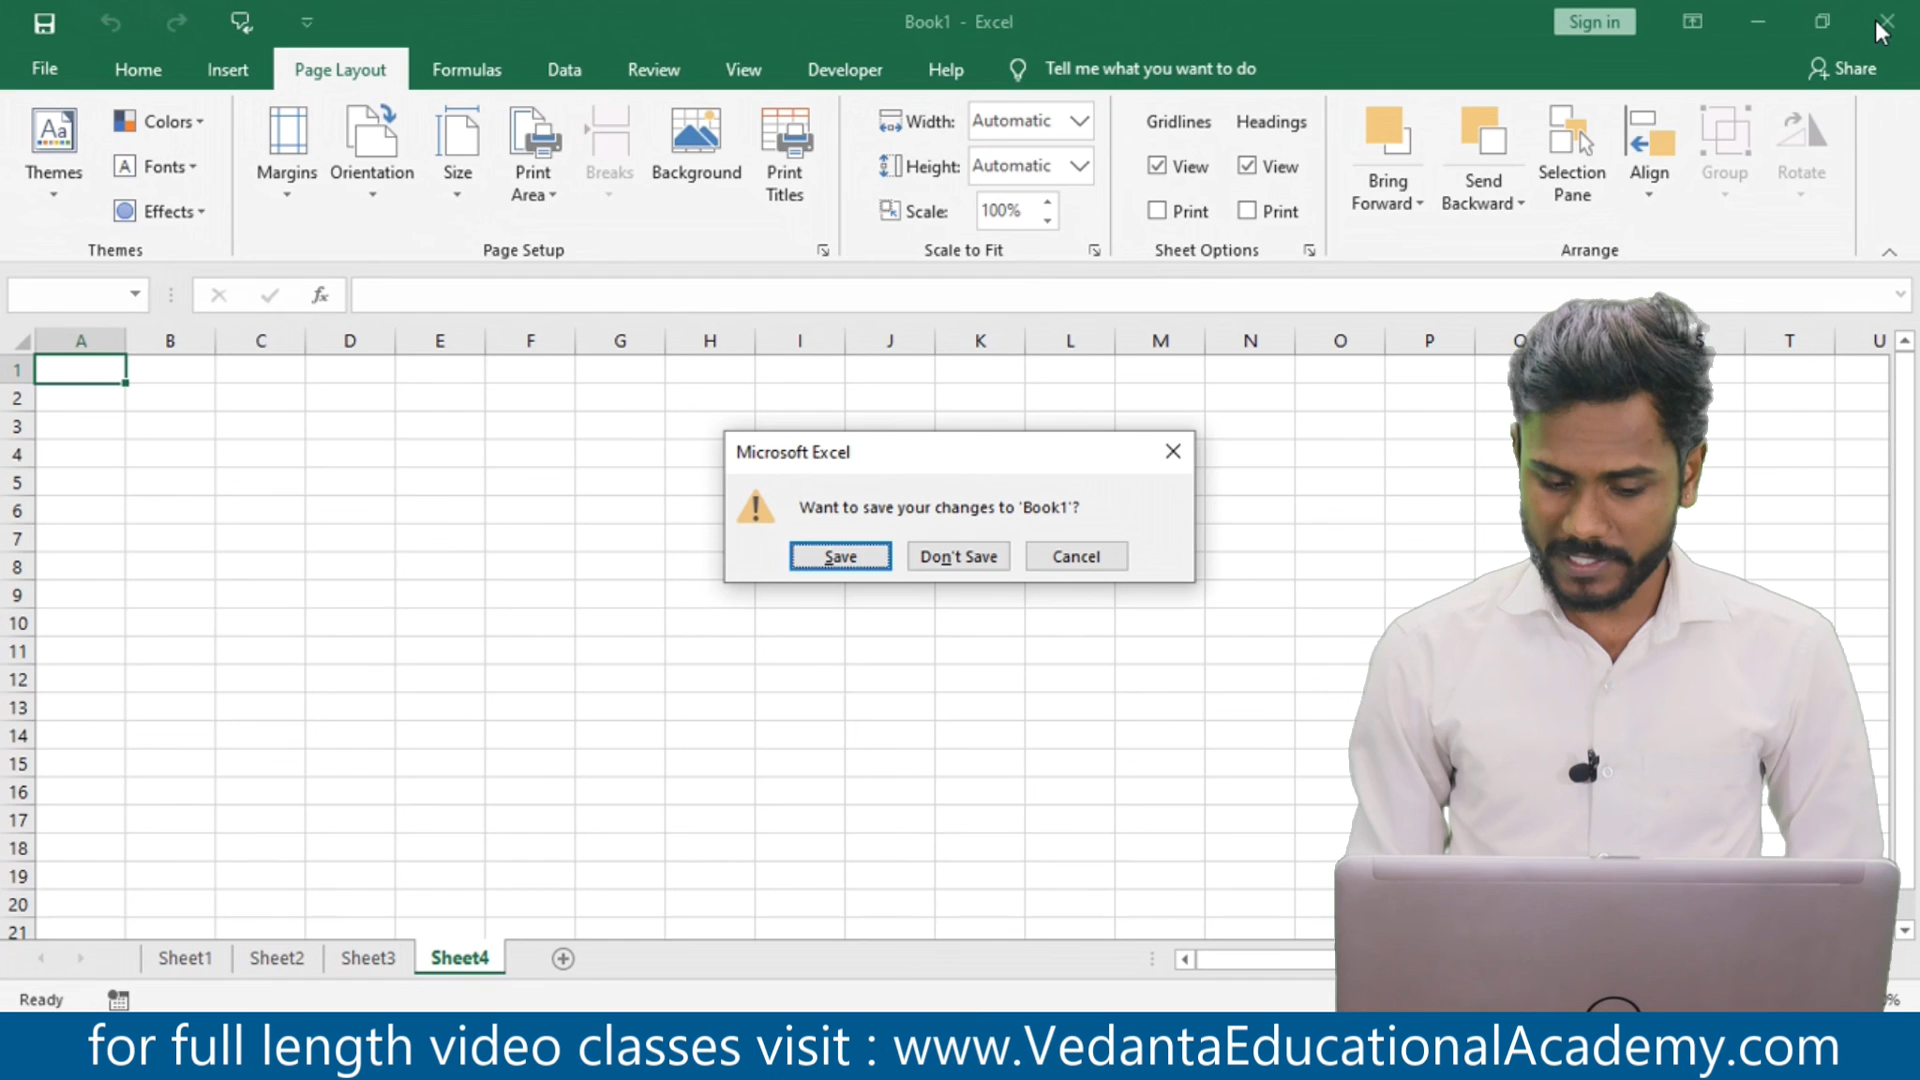 Book1 - Excel
Sign in
File Home Insert Page Layout Formulas Data Review View Developer Help Tell me what you want to do Share
Aa
Themes
Colors
Fonts
Effects
Themes
Margins
Orientation
Size
Print
Area
Breaks
Background
Print
Titles
Page Setup
Width: Automatic
Height: Automatic
Scale: 100%
Scale to Fit
Gridlines Headings
View View
Print Print
Sheet Options
Bring
Forward
Send
Backward
Selection
Pane
Align
Group
Rotate
Arrange
fx
A B C D E F G H I J K L M N O P Q S T U
1
2
3
4
5
6
7
8
9
10
11
12
13
14
15
16
17
18
19
20
21
Microsoft Excel
Want to save your changes to 'Book1'?
Save Don't Save Cancel
Sheet1 Sheet2 Sheet3 Sheet4
Ready
%
for full length video classes visit : www.VedantaEducationalAcademy.com